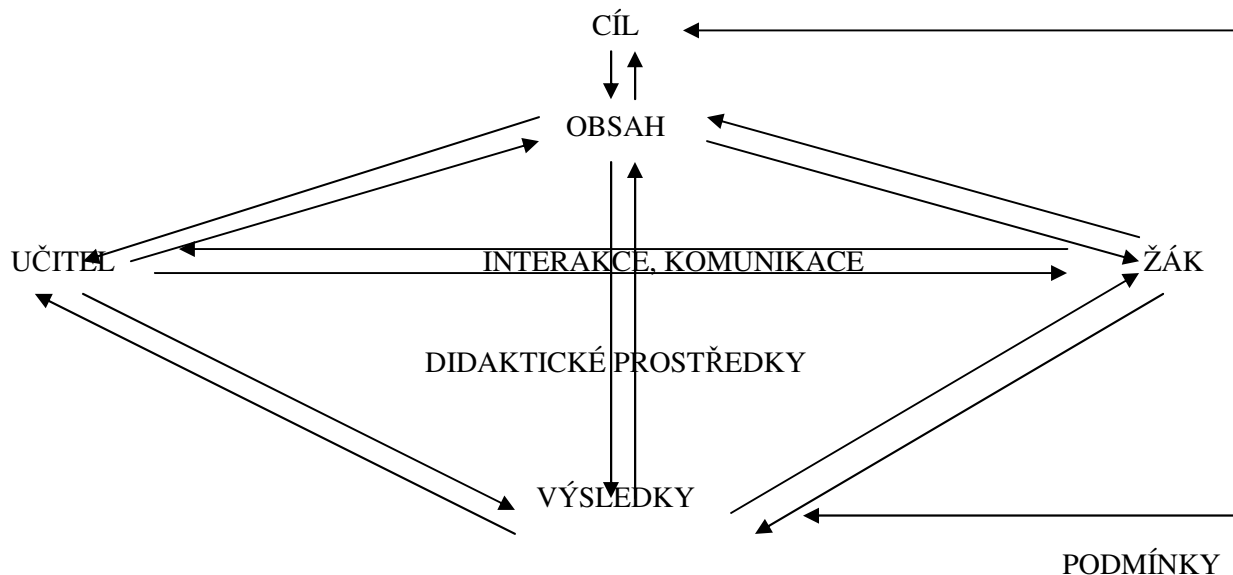 CÍL
OBSAH
UČITEL INTERAKCE, KOMUNIKACE ŽÁK
DIDAKTICKÉ PROSTŘEDKY
VÝSLEDKY
PODMÍNKY